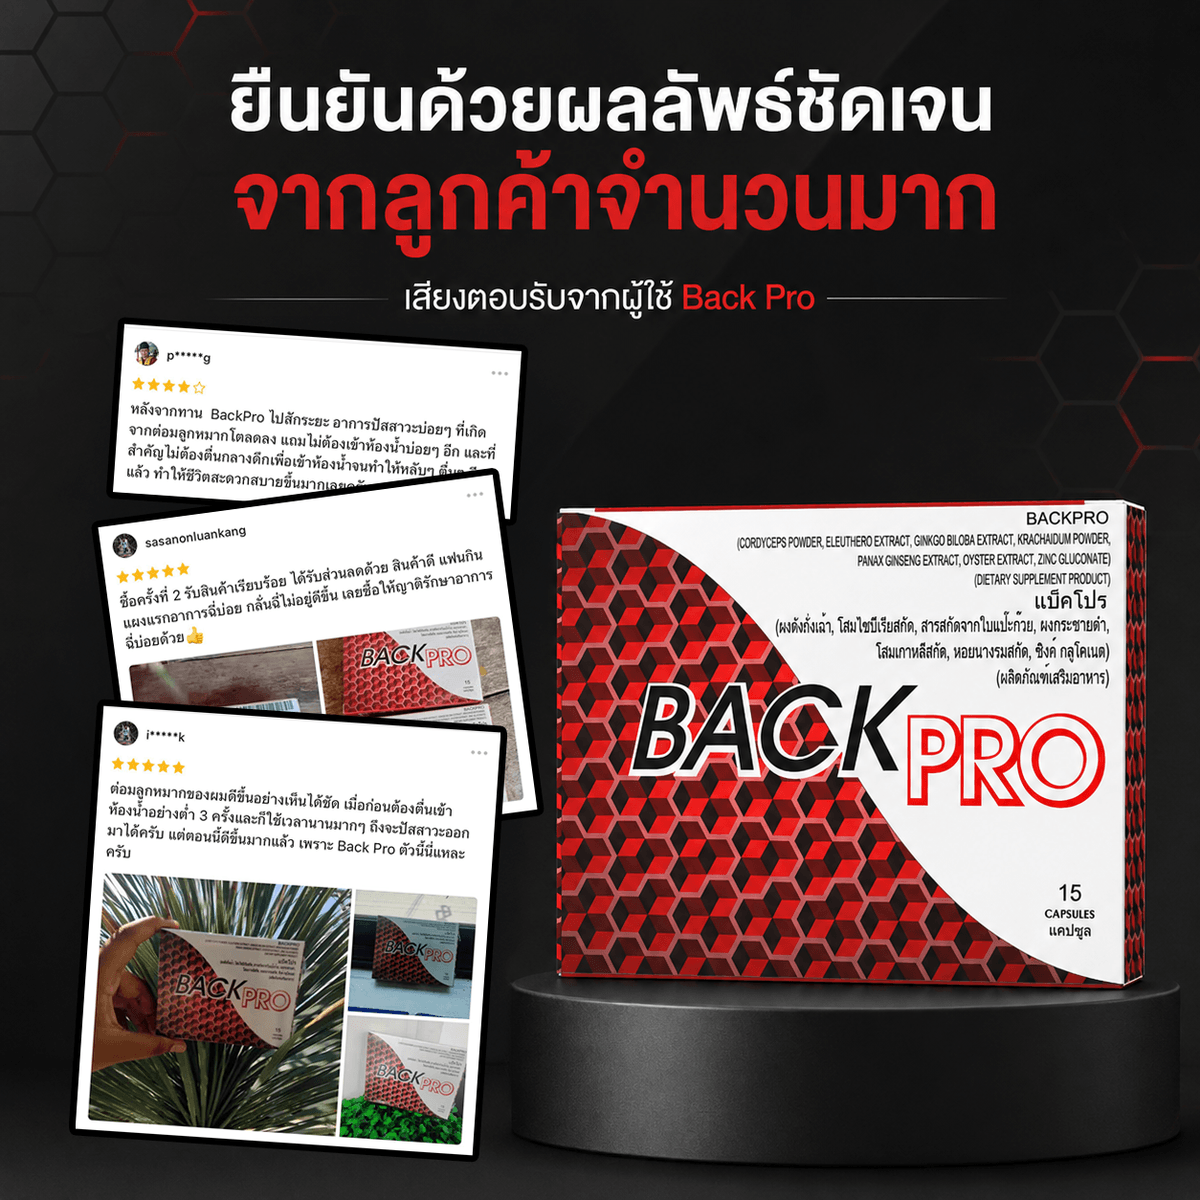 ยืนยันด้วยผลลัพธ์ชัดเจน
จากลูกค้าจำนวนมาก
เสียงตอบรับจากผู้ใช้ Back Pro
p*****g
หลังจากทาน BackPro ไปสักระยะ อาการปัสสาวะบ่อยๆ ที่เกิด
จากต่อมลูกหมากโตลดลง แถมไม่ต้องเข้าห้องน้ำบ่อยๆ อีก และที่
สำคัญไม่ต้องตื่นกลางดึกเพื่อเข้าห้องน้ำจนทำให้หลับๆ ตื่นๆ
แล้ว ทำให้ชีวิตสะดวกสบายขึ้นมากเลยครับ
sasanonluankang
ซื้อครั้งที่ 2 รับสินค้าเรียบร้อย ได้รับส่วนลดด้วย สินค้าดี แฟนกิน
แผงแรกอาการฉี่บ่อย กลั้นฉี่ไม่อยู่ดีขึ้น เลยซื้อให้ญาติรักษาอาการ
ฉี่บ่อยด้วย👍
BACKPRO
15
i*****k
ต่อมลูกหมากของผมดีขึ้นอย่างเห็นได้ชัด เมื่อก่อนต้องตื่นเข้า
ห้องน้ำอย่างต่ำ 3 ครั้งและก็ใช้เวลานานมากๆ ถึงจะปัสสาวะออก
มาได้ครับ แต่ตอนนี้ดีขึ้นมากแล้ว เพราะ Back Pro ตัวนี้นี่แหละ
ครับ
BACKPRO
แบ็คโปร
BACKPRO
15
BACKPRO
BACKPRO
BACKPRO
(CORDYCEPS POWDER, ELEUTHERO EXTRACT, GINKGO BILOBA EXTRACT, KRACHAIDUM POWDER,
PANAX GINSENG EXTRACT, OYSTER EXTRACT, ZINC GLUCONATE)
(DIETARY SUPPLEMENT PRODUCT)
แบ็คโปร
(ผงตังถั่งเฉ้า, โสมไซบีเรียสกัด, สารสกัดจากใบแปะก๊วย, ผงกระชายดำ,
โสมเกาหลีสกัด, หอยนางรมสกัด, ซิงค์ กลูโคเนต)
(ผลิตภัณฑ์เสริมอาหาร)
BACKPRO
15
CAPSULES
แคปซูล